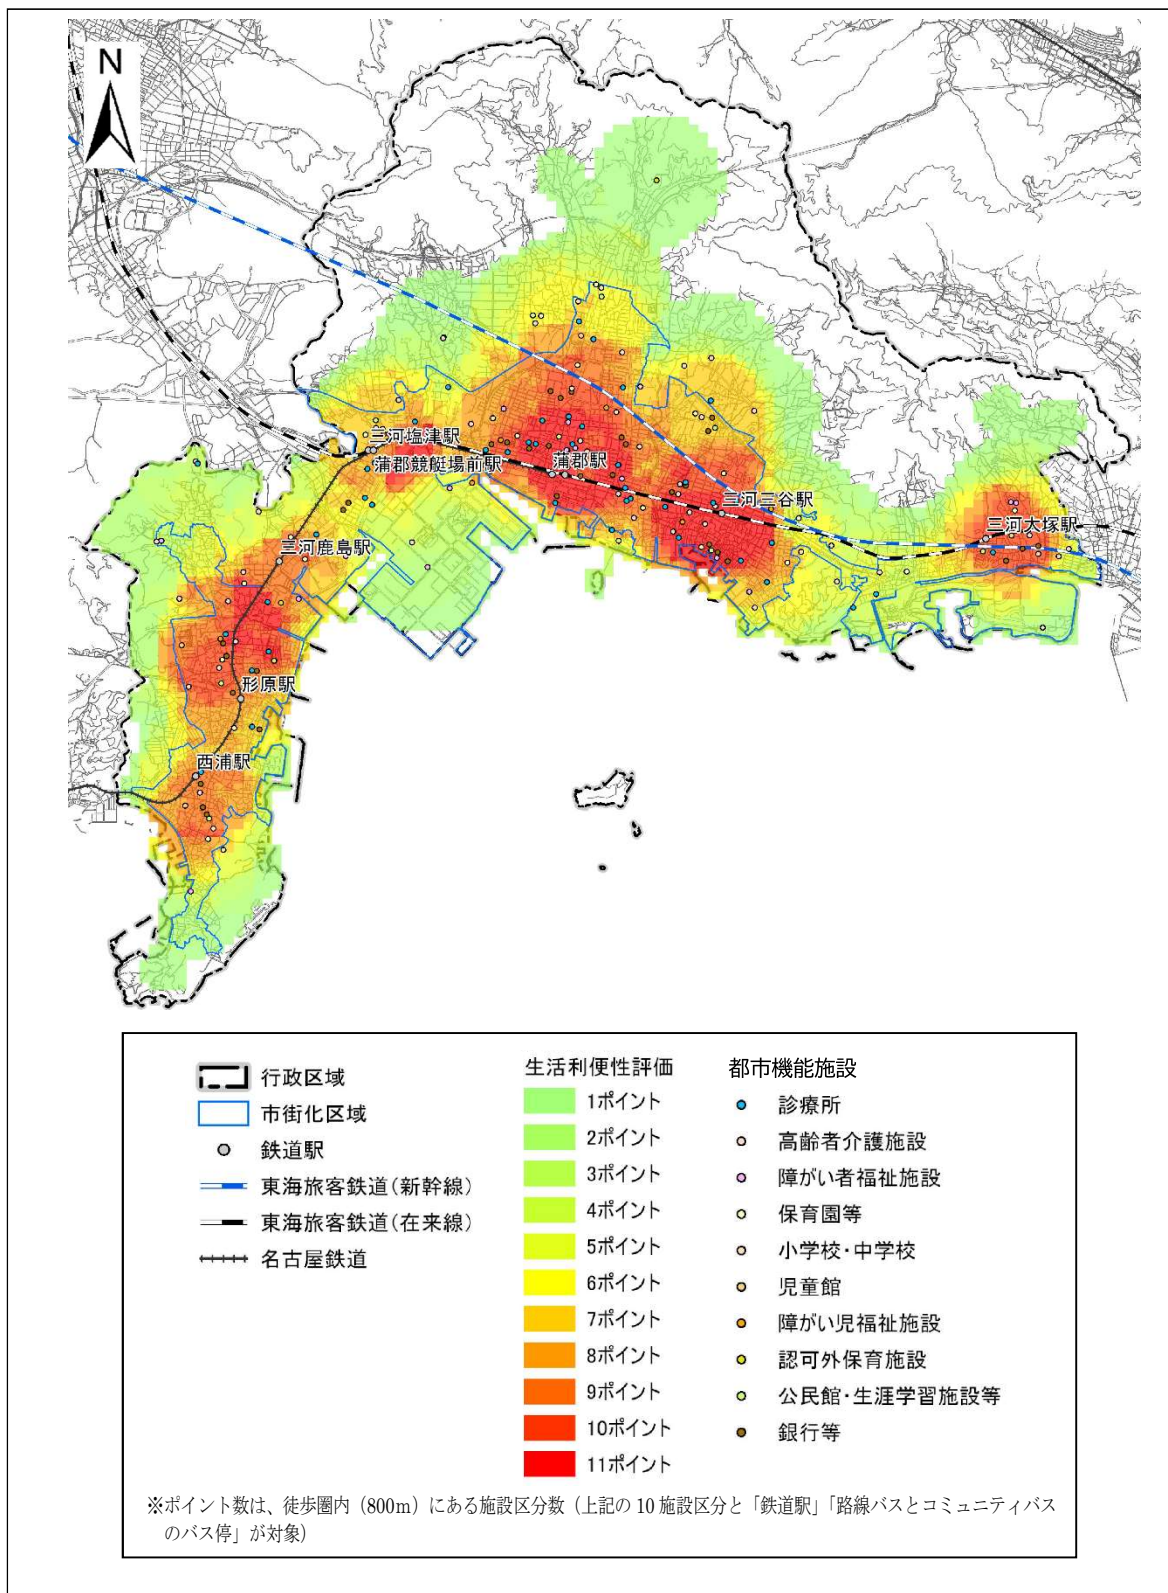 N
三河塩津駅
蒲郡競艇場前駅
蒲郡駅
三河三谷駅
三河大塚駅
三河鹿島駅
形原駅
西浦駅
行政区域
市街化区域
鉄道駅
東海旅客鉄道(新幹線)
東海旅客鉄道(在来線)
名古屋鉄道
生活利便性評価
1ポイント
2ポイント
3ポイント
4ポイント
5ポイント
6ポイント
7ポイント
8ポイント
9ポイント
10ポイント
11ポイント
都市機能施設
診療所
高齢者介護施設
障がい者福祉施設
保育園等
小学校・中学校
児童館
障がい児福祉施設
認可外保育施設
公民館・生涯学習施設等
銀行等
※ポイント数は、徒歩圏内（800m）にある施設区分数（上記の 10 施設区分と「鉄道駅」「路線バスとコミュニティバス
のバス停」が対象）